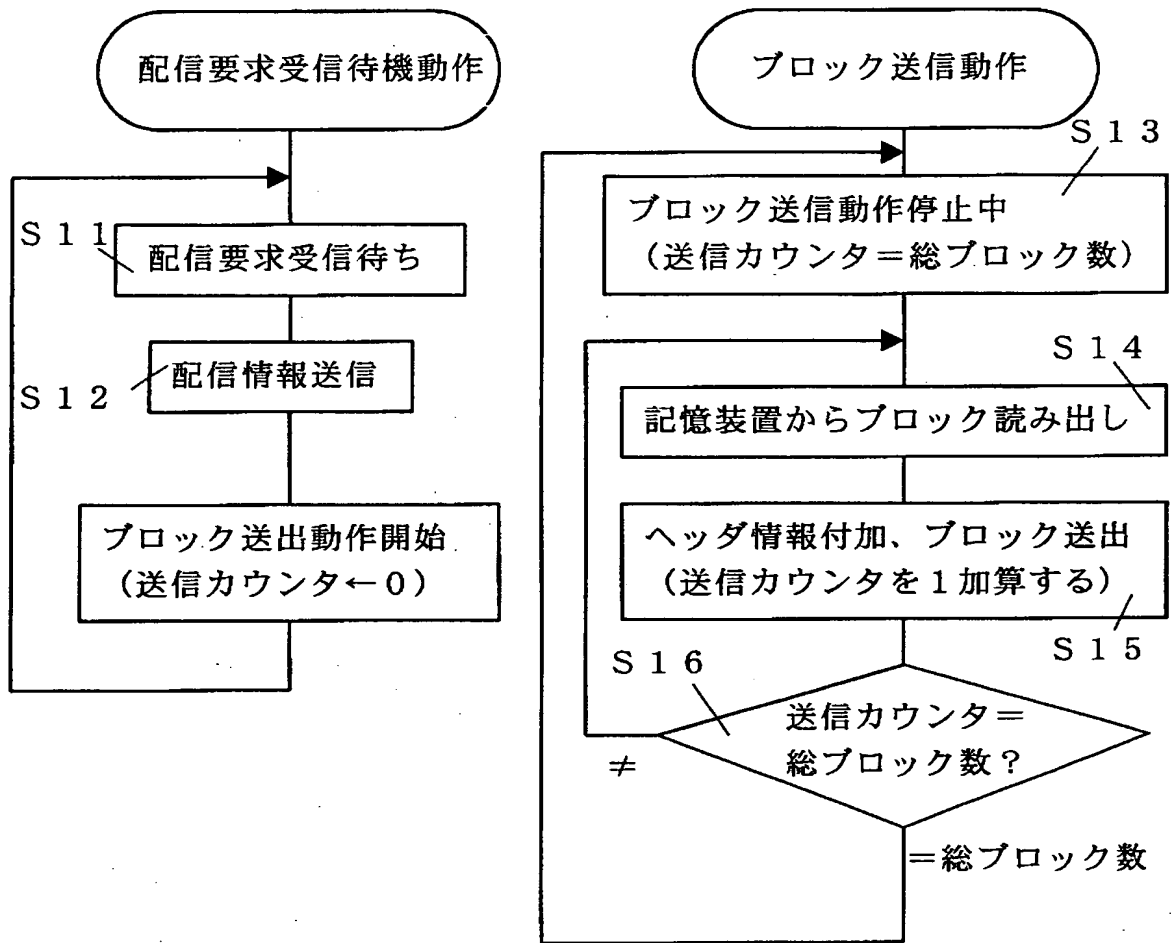 配信要求受信待機動作
S11
配信要求受信待ち
S12
配信情報送信
ブロック送出動作開始
（送信カウンタ←0）
ブロック送信動作
S13
ブロック送信動作停止中
（送信カウンタ＝総ブロック数）
S14
記憶装置からブロック読み出し
ヘッダ情報付加、ブロック送出
（送信カウンタを1加算する）
S15
S16
送信カウンタ＝
総ブロック数？
≠
＝総ブロック数